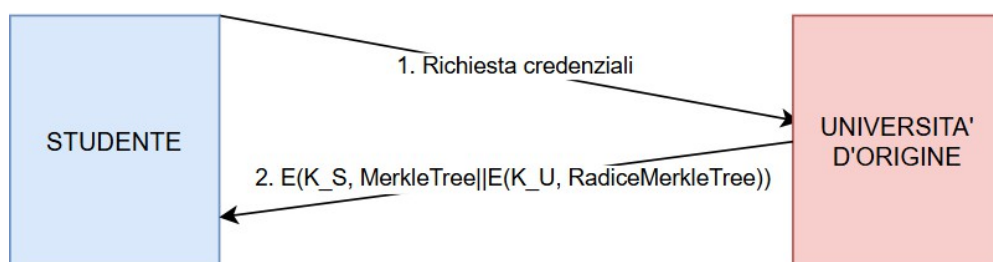 1. Richiesta credenziali
STUDENTE
UNIVERSITA'
D'ORIGINE
2. E(K_S, MerkleTree||E(K_U, RadiceMerkleTree))